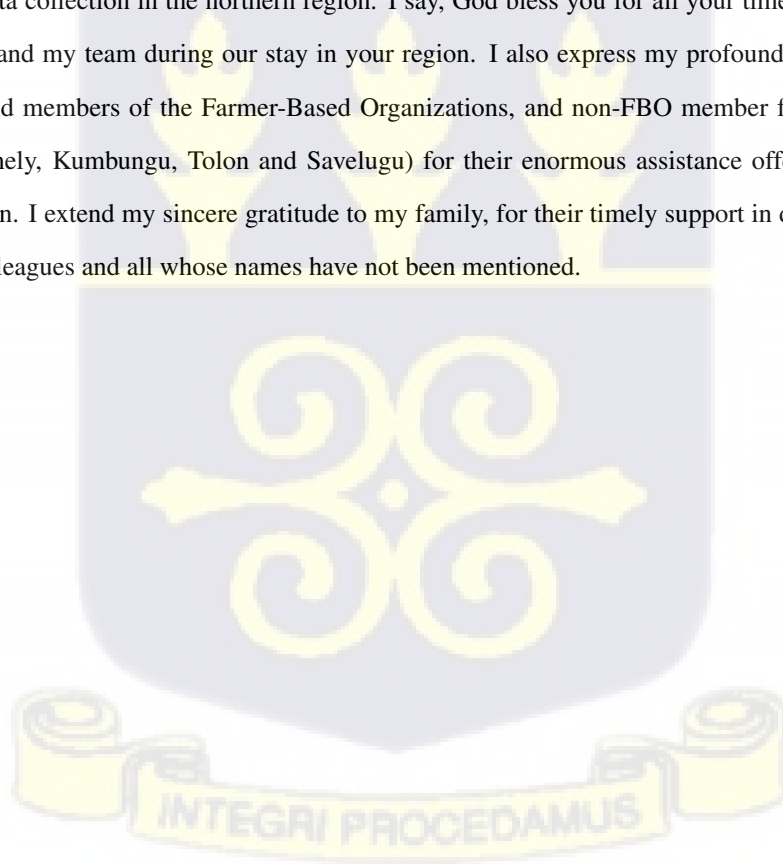 ta collection in the northern region. I say, God bless you for all your time
and my team during our stay in your region. I also express my profound
d members of the Farmer-Based Organizations, and non-FBO member f
nely, Kumbungu, Tolon and Savelugu) for their enormous assistance off
n. I extend my sincere gratitude to my family, for their timely support in
leagues and all whose names have not been mentioned.
INTEGRI PROCEDAMUS